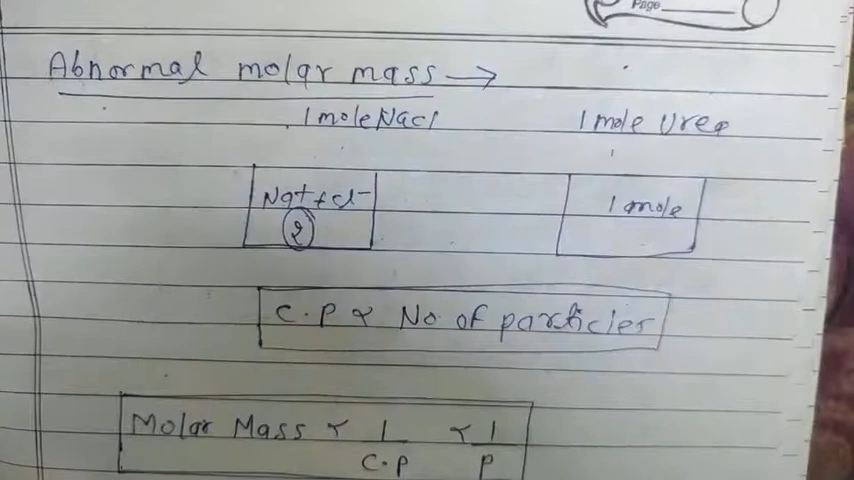 Page
Abnormal molar mass →
1 mole NaCl 1 mole Urea
Na+ + Cl- 1 mole
2
C.P ∝ No. of particles
Molar Mass ∝ 1/C.P ∝ 1/P